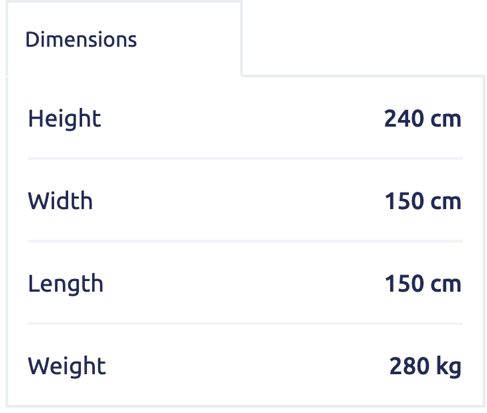 Dimensions
Height 240 cm
Width 150 cm
Length 150 cm
Weight 280 kg